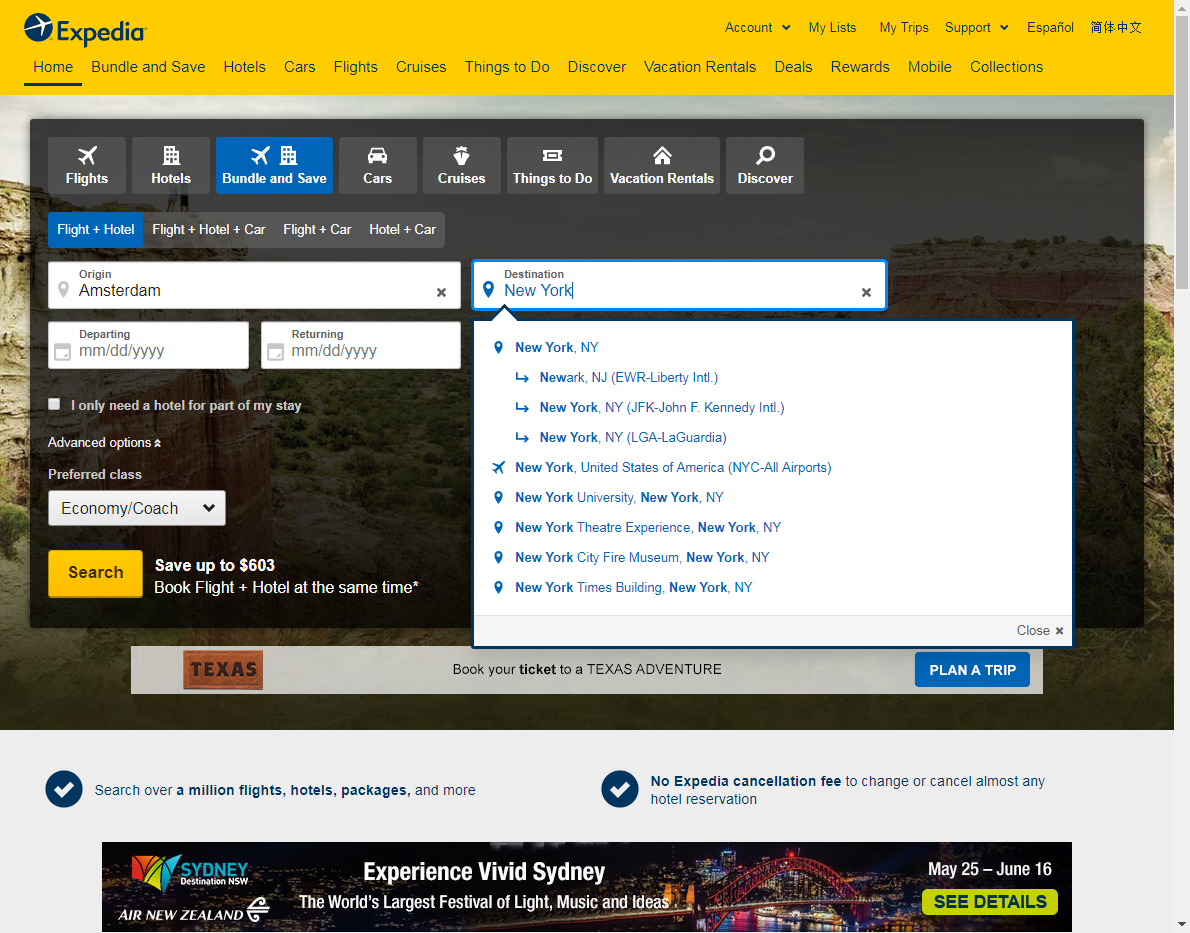 Expedia
Account
My Lists
My Trips
Support
Español
简体中文
Home
Bundle and Save
Hotels
Cars
Flights
Cruises
Things to Do
Discover
Vacation Rentals
Deals
Rewards
Mobile
Collections
Flights
Hotels
Bundle and Save
Cars
Cruises
Things to Do
Vacation Rentals
Discover
Flight + Hotel
Flight + Hotel + Car
Flight + Car
Hotel + Car
Origin
Amsterdam
Destination
New York
Departing
mm/dd/yyyy
Returning
mm/dd/yyyy
I only need a hotel for part of my stay
Advanced options
Preferred class
Economy/Coach
Search
Save up to $603
Book Flight + Hotel at the same time*
New York, NY
Newark, NJ (EWR-Liberty Intl.)
New York, NY (JFK-John F. Kennedy Intl.)
New York, NY (LGA-LaGuardia)
New York, United States of America (NYC-All Airports)
New York University, New York, NY
New York Theatre Experience, New York, NY
New York City Fire Museum, New York, NY
New York Times Building, New York, NY
Close
TEXAS
Book your ticket to a TEXAS ADVENTURE
PLAN A TRIP
Search over a million flights, hotels, packages, and more
No Expedia cancellation fee to change or cancel almost any
hotel reservation
SYDNEY
Destination NSW
AIR NEW ZEALAND
Experience Vivid Sydney
The World's Largest Festival of Light, Music and Ideas
May 25 – June 16
SEE DETAILS